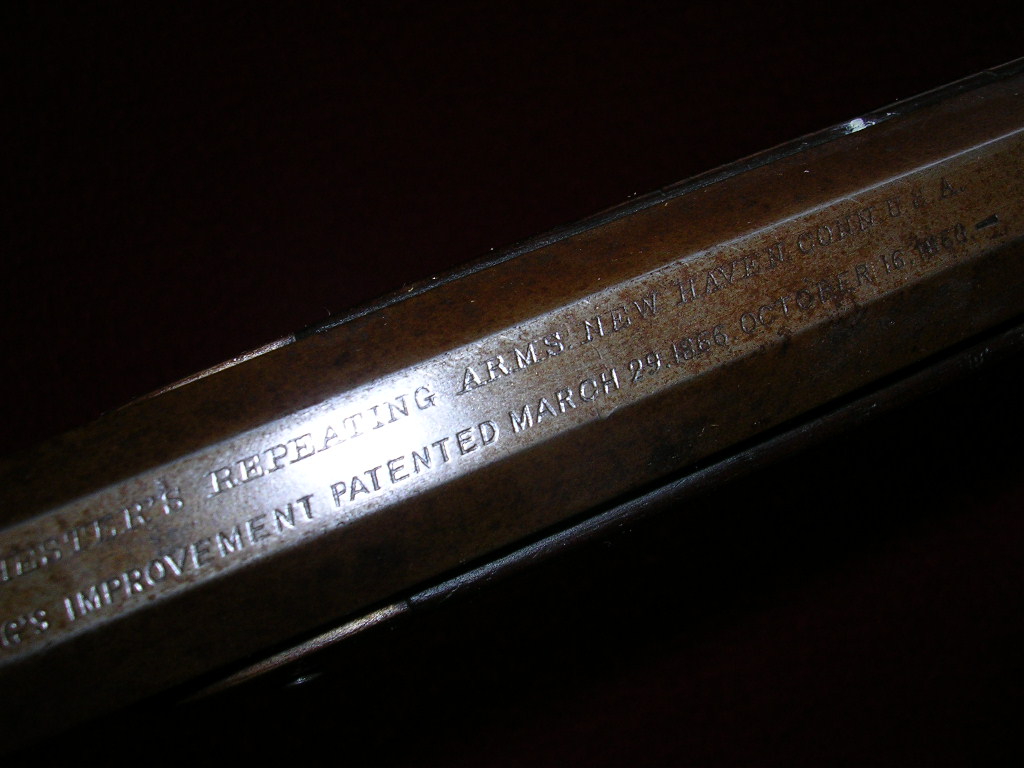 HESTER'S REPEATING ARMS NEW HAVEN CONN U.S.A.
G'S IMPROVEMENT PATENTED MARCH 29.1866 OCTOBER 16.1860